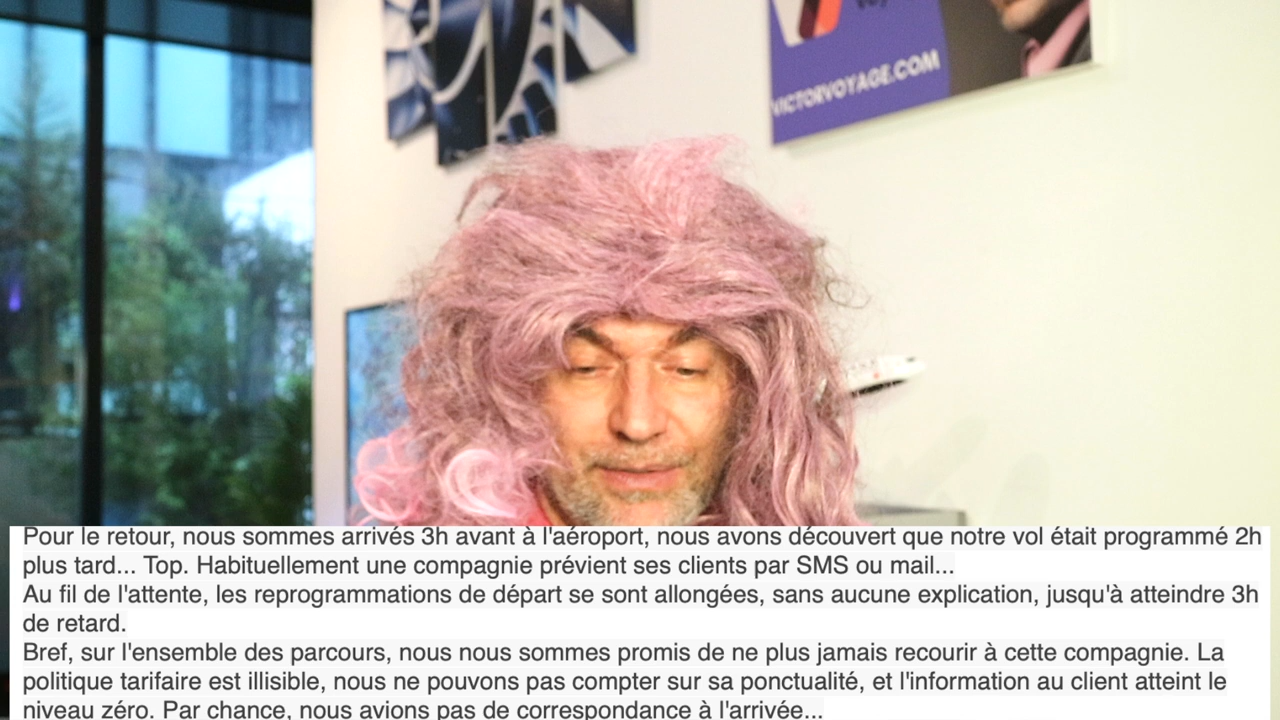 VICTORVOYAGE.COM
Pour le retour, nous sommes arrivés 3h avant à l'aéroport, nous avons découvert que notre vol était programmé 2h
plus tard... Top. Habituellement une compagnie prévient ses clients par SMS ou mail...
Au fil de l'attente, les reprogrammations de départ se sont allongées, sans aucune explication, jusqu'à atteindre 3h
de retard.
Bref, sur l'ensemble des parcours, nous nous sommes promis de ne plus jamais recourir à cette compagnie. La
politique tarifaire est illisible, nous ne pouvons pas compter sur sa ponctualité, et l'information au client atteint le
niveau zéro. Par chance, nous avions pas de correspondance à l'arrivée...